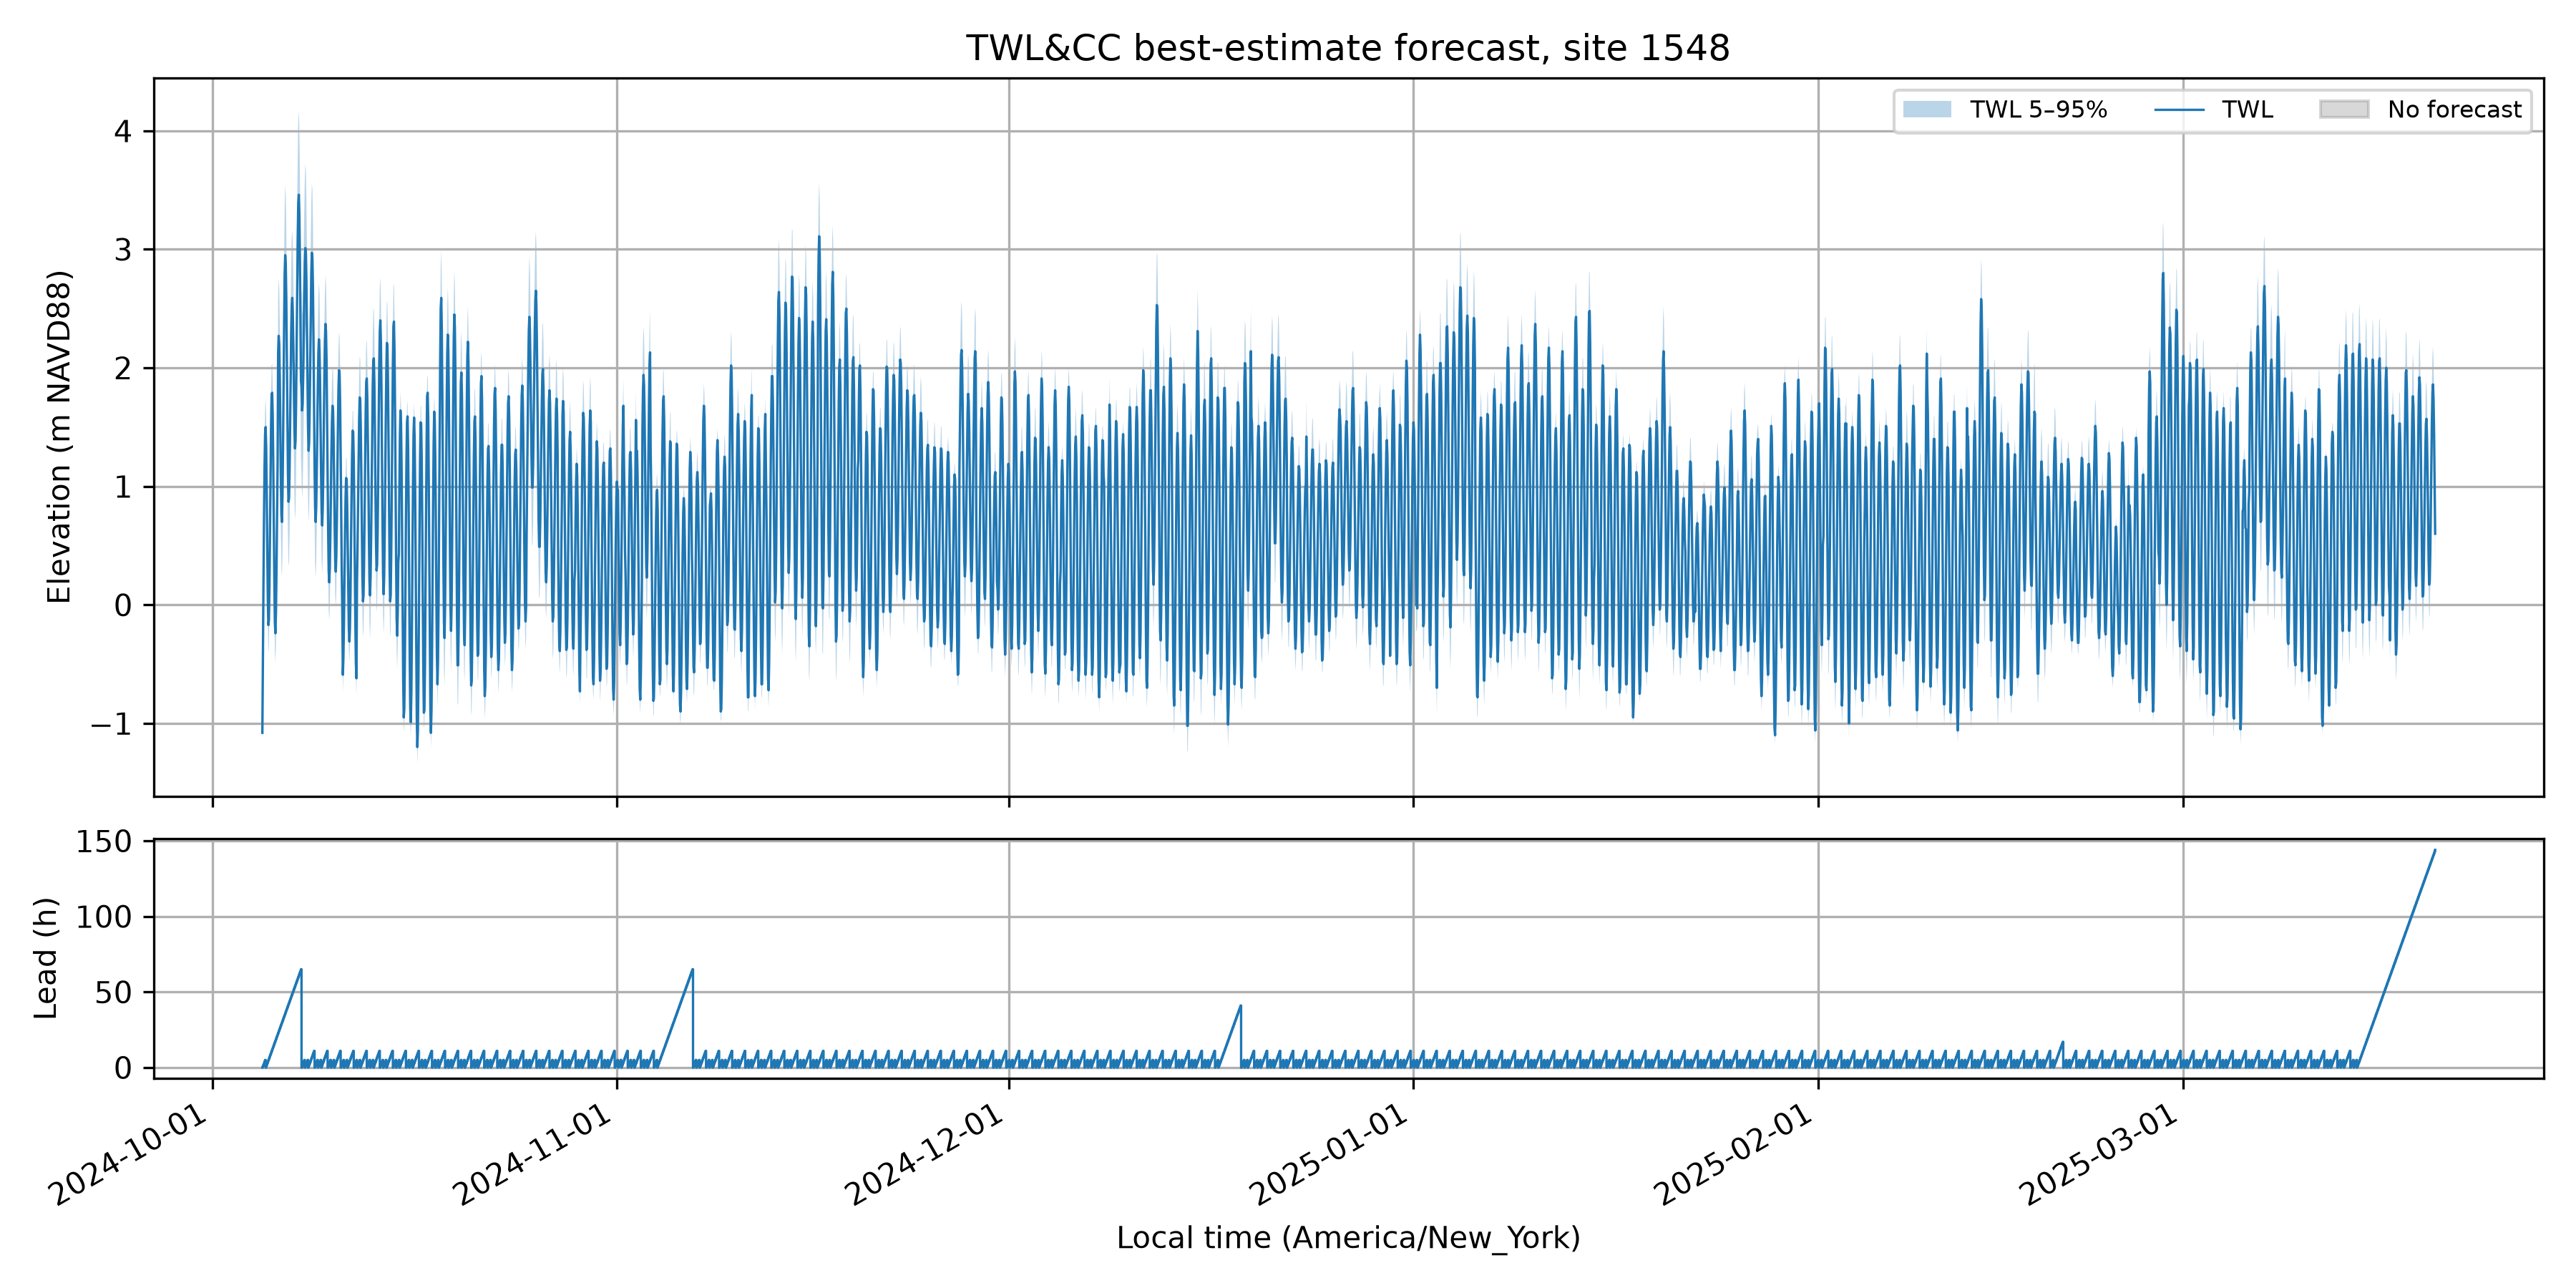 TWL&CC best-estimate forecast, site 1548
TWL 5–95%
TWL
No forecast
Elevation (m NAVD88)
4
3
2
1
0
−1
Lead (h)
150
100
50
0
2024-10-01
2024-11-01
2024-12-01
2025-01-01
2025-02-01
2025-03-01
Local time (America/New_York)